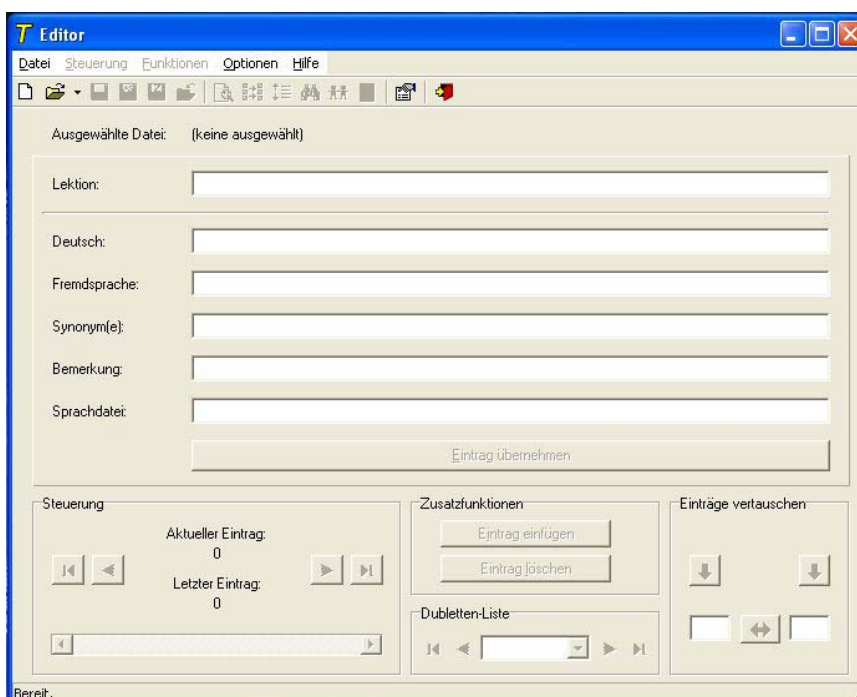 T Editor
Datei Steuerung Funktionen Optionen Hilfe
Ausgewählte Datei: (keine ausgewählt)
Lektion:
Deutsch:
Fremdsprache:
Synonym(e):
Bemerkung:
Sprachdatei:
Eintrag übernehmen
Steuerung
Aktueller Eintrag:
0
Letzter Eintrag:
0
Zusatzfunktionen
Eintrag einfügen
Eintrag löschen
Dubletten-Liste
Einträge vertauschen
Bereit.